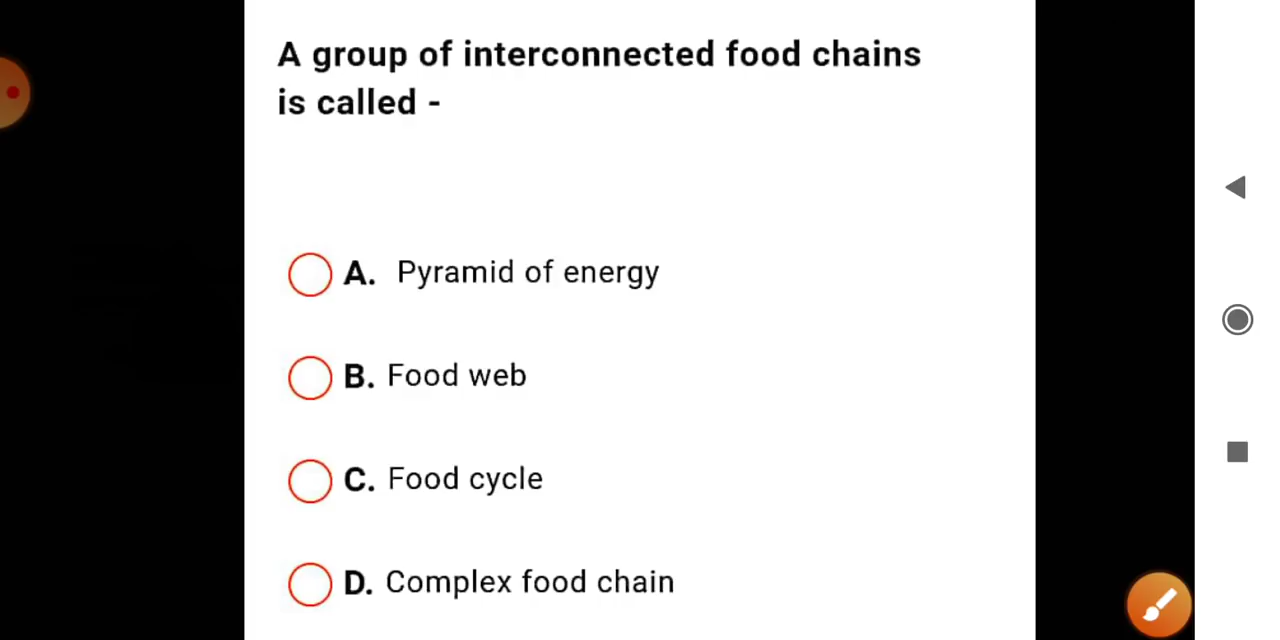 A group of interconnected food chains
is called -
A. Pyramid of energy
B. Food web
C. Food cycle
D. Complex food chain